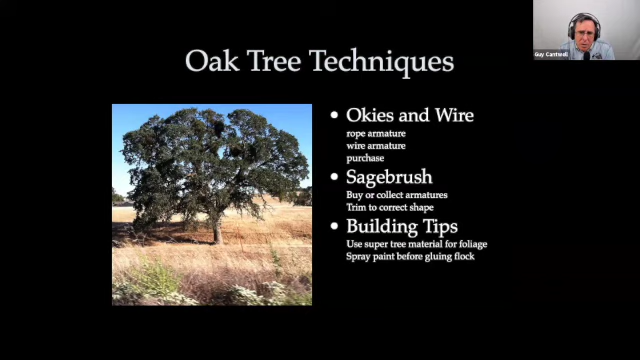 Guy Cantwell
Oak Tree Techniques
• Okies and Wire
rope armature
wire armature
purchase
• Sagebrush
Buy or collect armatures
Trim to correct shape
• Building Tips
Use super tree material for foliage
Spray paint before gluing flock